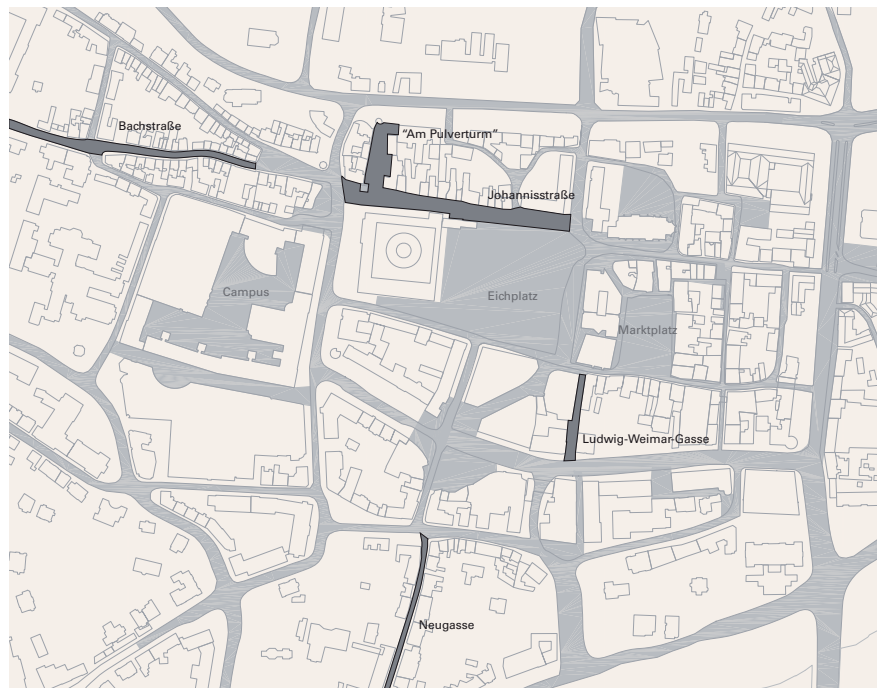 Bachstraße
“Am Pulverturm”
Johannisstraße
Campus
Eichplatz
Marktplatz
Ludwig-Weimar-Gasse
Neugasse